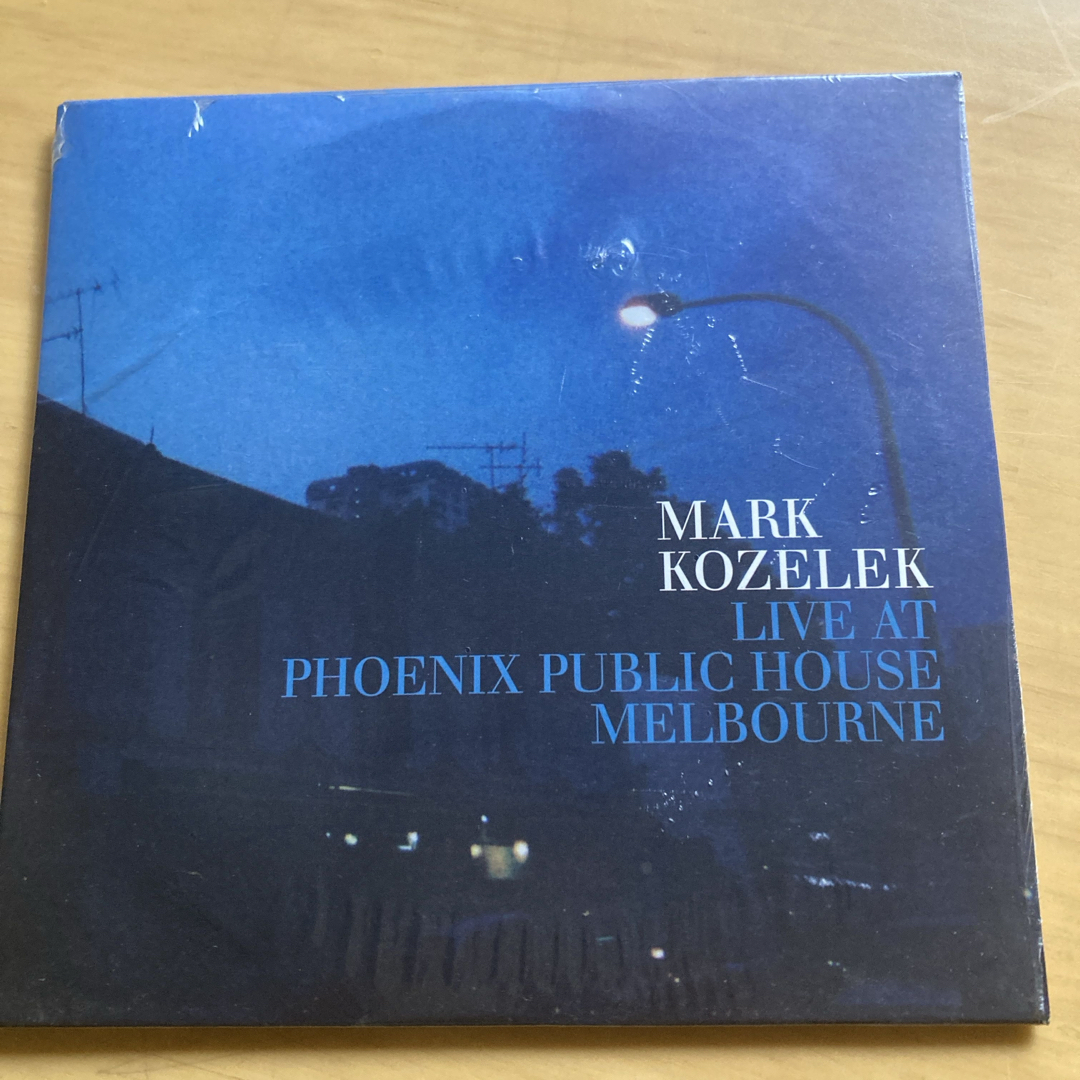 MARK
KOZELEK
LIVE AT
PHOENIX PUBLIC HOUSE
MELBOURNE